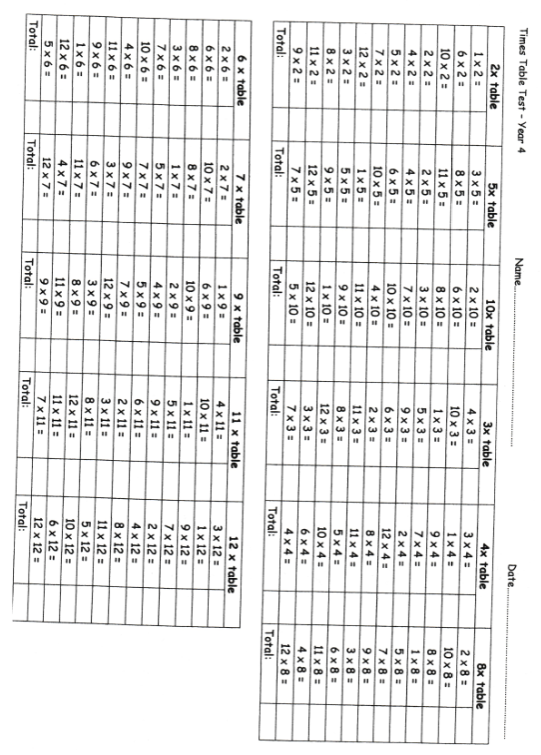 Times Table Test – Year 4 Name Date
2x table 5x table 10x table 3x table 4x table 8x table
1 x 2 = 3 x 5 = 2 x 10 = 4 x 3 = 3 x 4 = 2 x 8 =
6 x 2 = 8 x 5 = 6 x 10 = 10 x 3 = 1 x 4 = 10 x 8 =
10 x 2 = 11 x 5 = 8 x 10 = 1 x 3 = 9 x 4 = 8 x 8 =
2 x 2 = 2 x 5 = 3 x 10 = 5 x 3 = 7 x 4 = 1 x 8 =
4 x 2 = 4 x 5 = 7 x 10 = 9 x 3 = 2 x 4 = 5 x 8 =
5 x 2 = 6 x 5 = 10 x 10 = 6 x 3 = 12 x 4 = 7 x 8 =
7 x 2 = 10 x 5 = 4 x 10 = 2 x 3 = 8 x 4 = 9 x 8 =
12 x 2 = 1 x 5 = 11 x 10 = 11 x 3 = 11 x 4 = 3 x 8 =
3 x 2 = 5 x 5 = 9 x 10 = 8 x 3 = 5 x 4 = 6 x 8 =
8 x 2 = 9 x 5 = 1 x 10 = 12 x 3 = 10 x 4 = 11 x 8 =
11 x 2 = 12 x 5 = 12 x 10 = 3 x 3 = 6 x 4 = 4 x 8 =
9 x 2 = 7 x 5 = 5 x 10 = 7 x 3 = 4 x 4 = 12 x 8 =
Total: Total: Total: Total: Total: Total:
6 x table 7 x table 9 x table 11 x table 12 x table
2 x 6 = 2 x 7 = 1 x 9 = 4 x 11 = 3 x 12 =
6 x 6 = 10 x 7 = 6 x 9 = 10 x 11 = 1 x 12 =
8 x 6 = 8 x 7 = 10 x 9 = 1 x 11 = 9 x 12 =
3 x 6 = 1 x 7 = 2 x 9 = 5 x 11 = 7 x 12 =
7 x 6 = 5 x 7 = 4 x 9 = 9 x 11 = 2 x 12 =
10 x 6 = 7 x 7 = 5 x 9 = 6 x 11 = 4 x 12 =
4 x 6 = 9 x 7 = 7 x 9 = 2 x 11 = 8 x 12 =
11 x 6 = 3 x 7 = 12 x 9 = 3 x 11 = 11 x 12 =
9 x 6 = 6 x 7 = 3 x 9 = 8 x 11 = 5 x 12 =
1 x 6 = 11 x 7 = 8 x 9 = 12 x 11 = 10 x 12 =
12 x 6 = 4 x 7 = 11 x 9 = 11 x 11 = 6 x 12 =
5 x 6 = 12 x 7 = 9 x 9 = 7 x 11 = 12 x 12 =
Total: Total: Total: Total: Total: